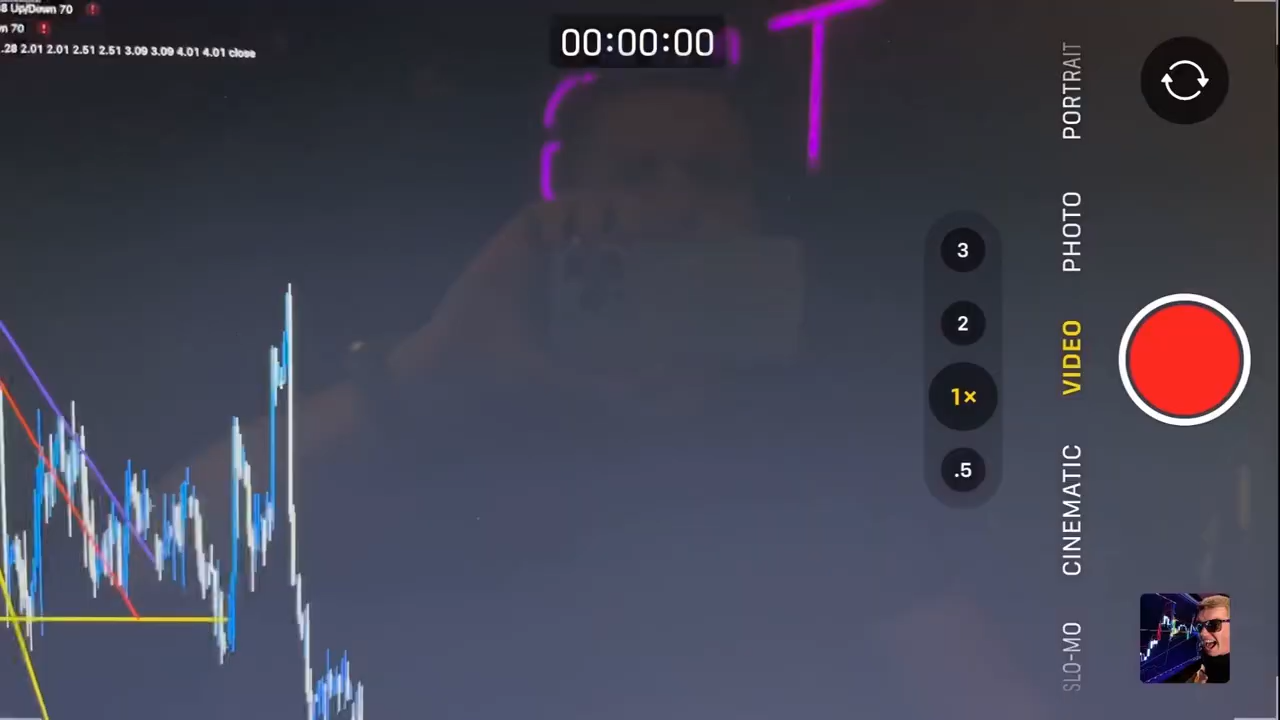 8 Up/Down 70
n 70
.28 2.01 2.01 2.51 2.51 3.09 3.09 4.01 4.01 close
00:00:00
T
PORTRAIT
PHOTO
VIDEO
CINEMATIC
SLO-MO
3
2
1×
.5